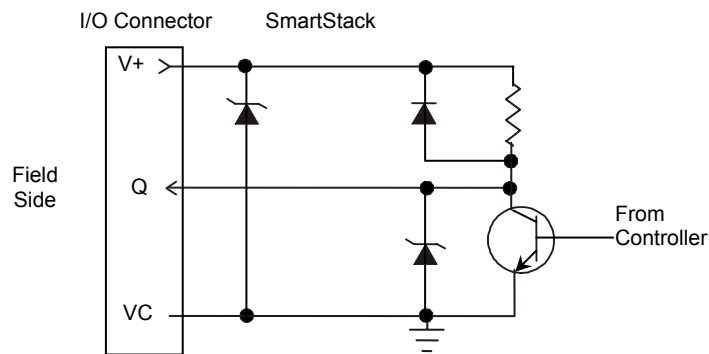 I/O Connector
SmartStack
V+
Field
Side
Q
From
Controller
VC